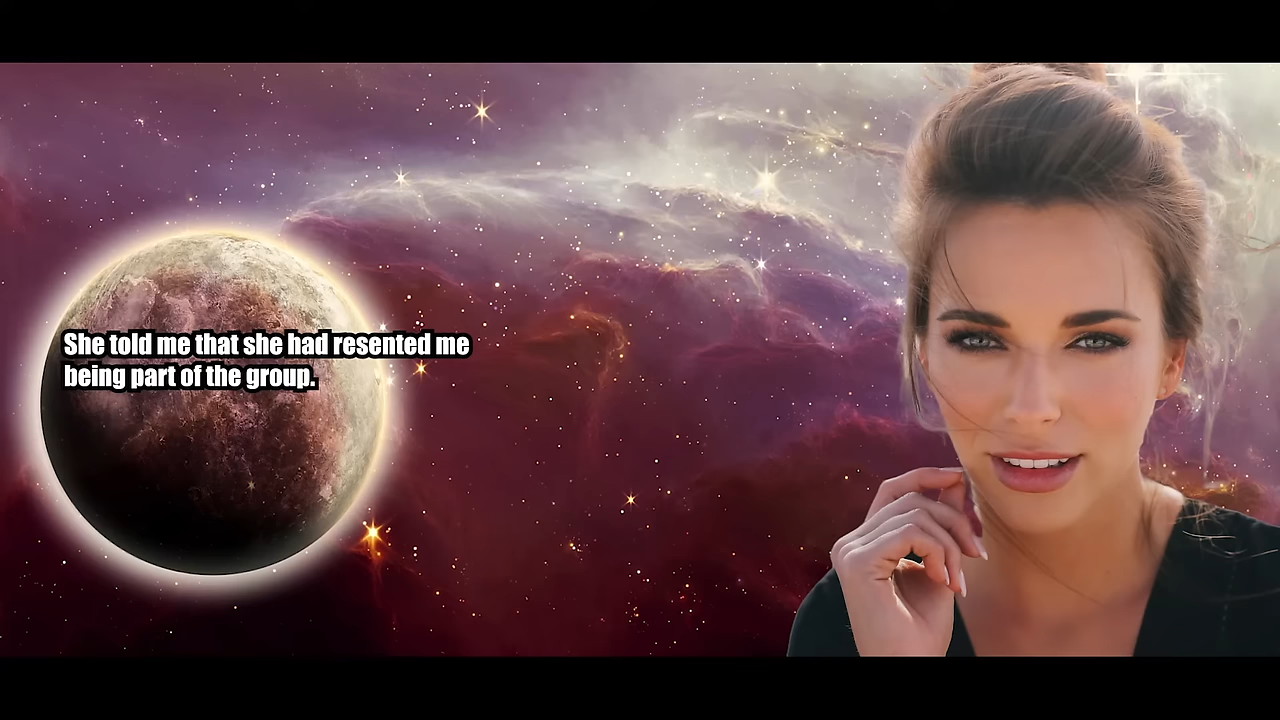 She told me that she had resented me
being part of the group.